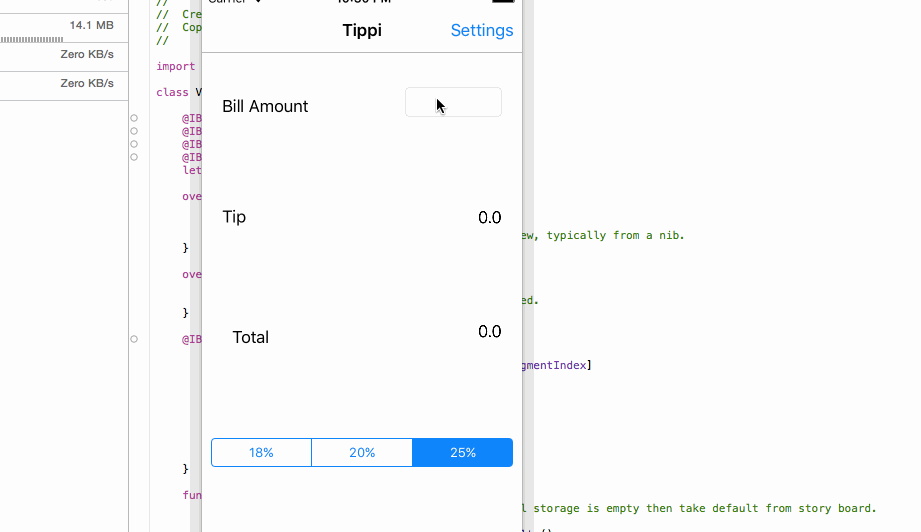 //
// Cre
14.1 MB
// Cop
//
Zero KB/s
import
Zero KB/s
class V
@IB
@IB
@IB
@IB
let
ove
ew, typically from a nib.
}
ove
ed.
}
@IB
gmentIndex]
}
fun
l storage is empty then take default from story board.
Tippi
Settings
Bill Amount
Tip
0.0
Total
0.0
18%
20%
25%